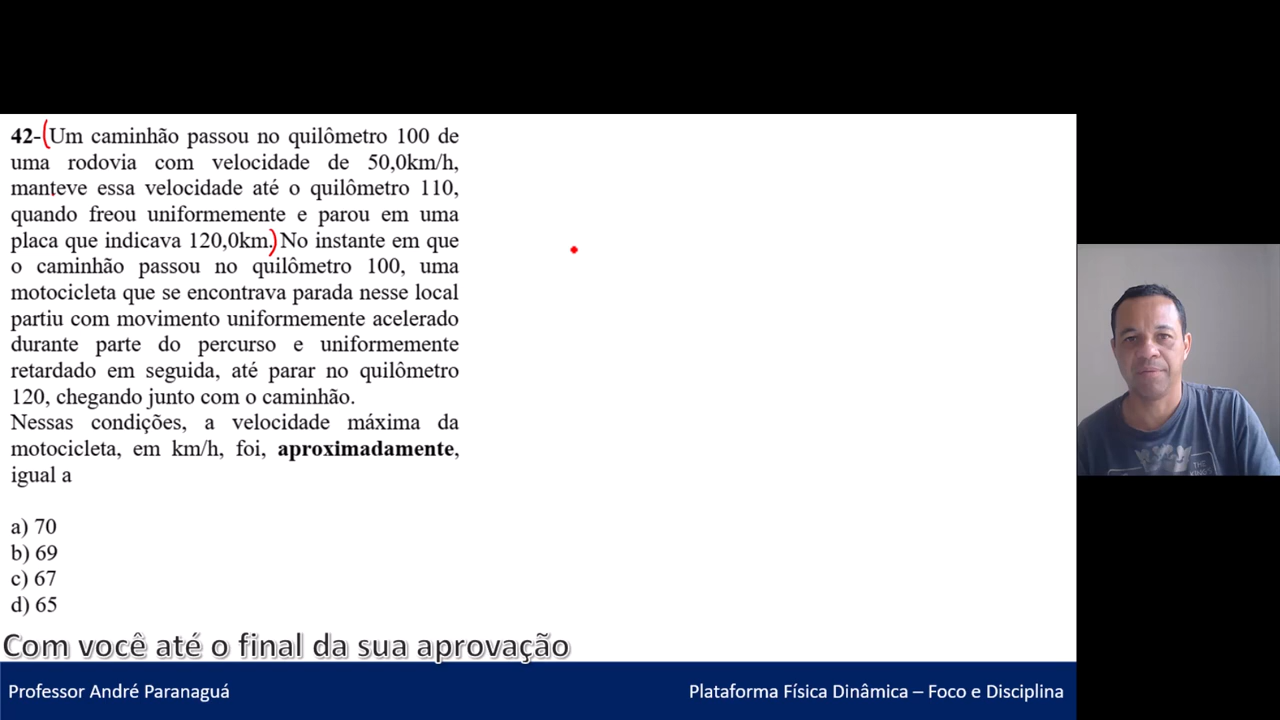 42-(Um caminhão passou no quilômetro 100 de
uma rodovia com velocidade de 50,0km/h,
manteve essa velocidade até o quilômetro 110,
quando freou uniformemente e parou em uma
placa que indicava 120,0km.) No instante em que
o caminhão passou no quilômetro 100, uma
motocicleta que se encontrava parada nesse local
partiu com movimento uniformemente acelerado
durante parte do percurso e uniformemente
retardado em seguida, até parar no quilômetro
120, chegando junto com o caminhão.
Nessas condições, a velocidade máxima da
motocicleta, em km/h, foi, aproximadamente,
igual a
a) 70
b) 69
c) 67
d) 65
Com você até o final da sua aprovação
Professor André Paranaguá
Plataforma Física Dinâmica – Foco e Disciplina